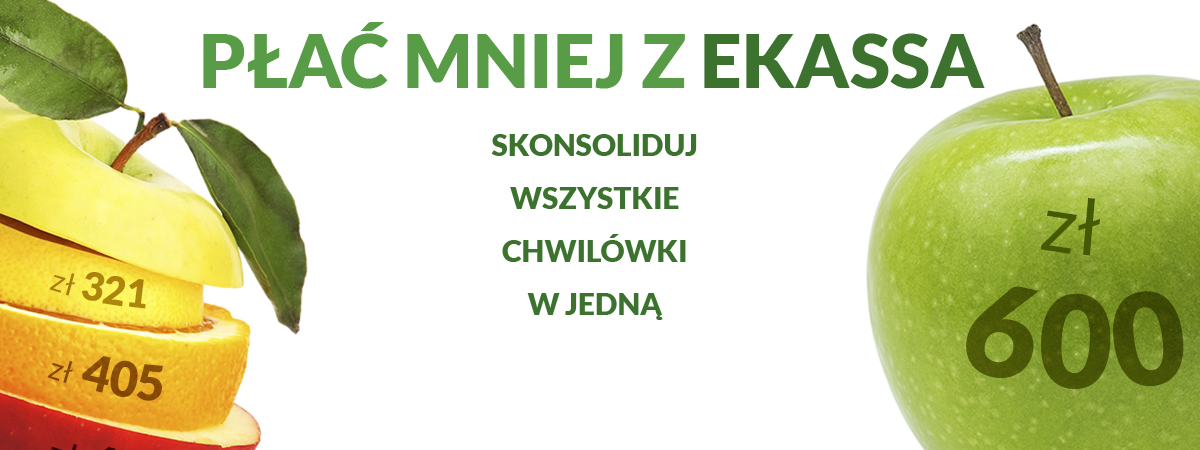 PŁAĆ MNIEJ Z EKASSA
SKONSOLIDUJ
WSZYSTKIE
CHWILÓWKI
W JEDNĄ
zł 321
zł 405
zł
600